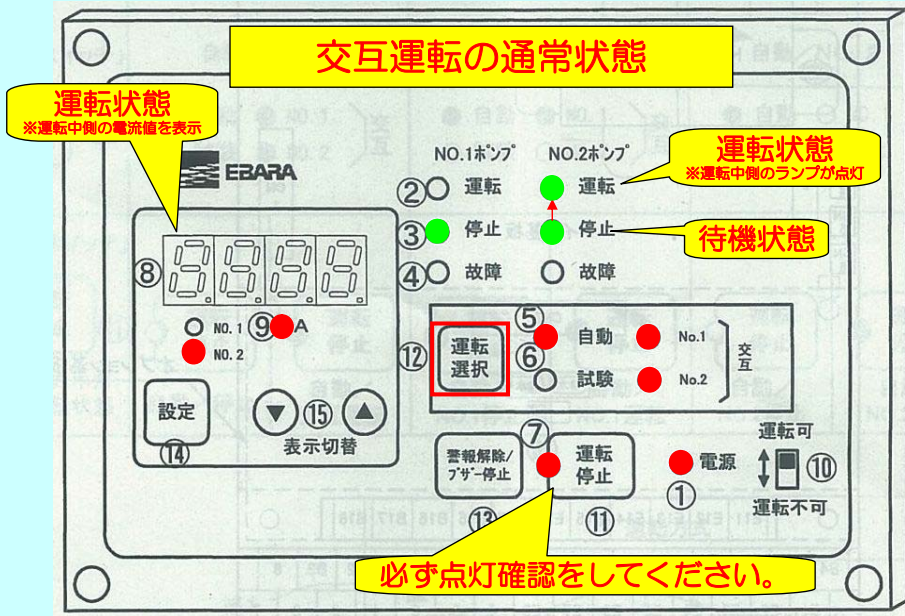 交互運転の通常状態
運転状態
※運転中側の電流値を表示
EBARA
NO.1ポンプ
NO.2ポンプ
運転状態
※運転中側のランプが点灯
② 運転
運転
③ 停止
停止
待機状態
④ 故障
故障
⑧
NO. 1
⑨ A
NO. 2
⑤ 自動 No.1
⑥ 試験 No.2
交互
⑫ 運転
選択
設定
⑭
▼ ⑮ ▲
表示切替
警報解除/
ブザー停止
⑬
⑦ 運転
停止
⑪
電源
①
運転可
⑩
運転不可
必ず点灯確認をしてください。